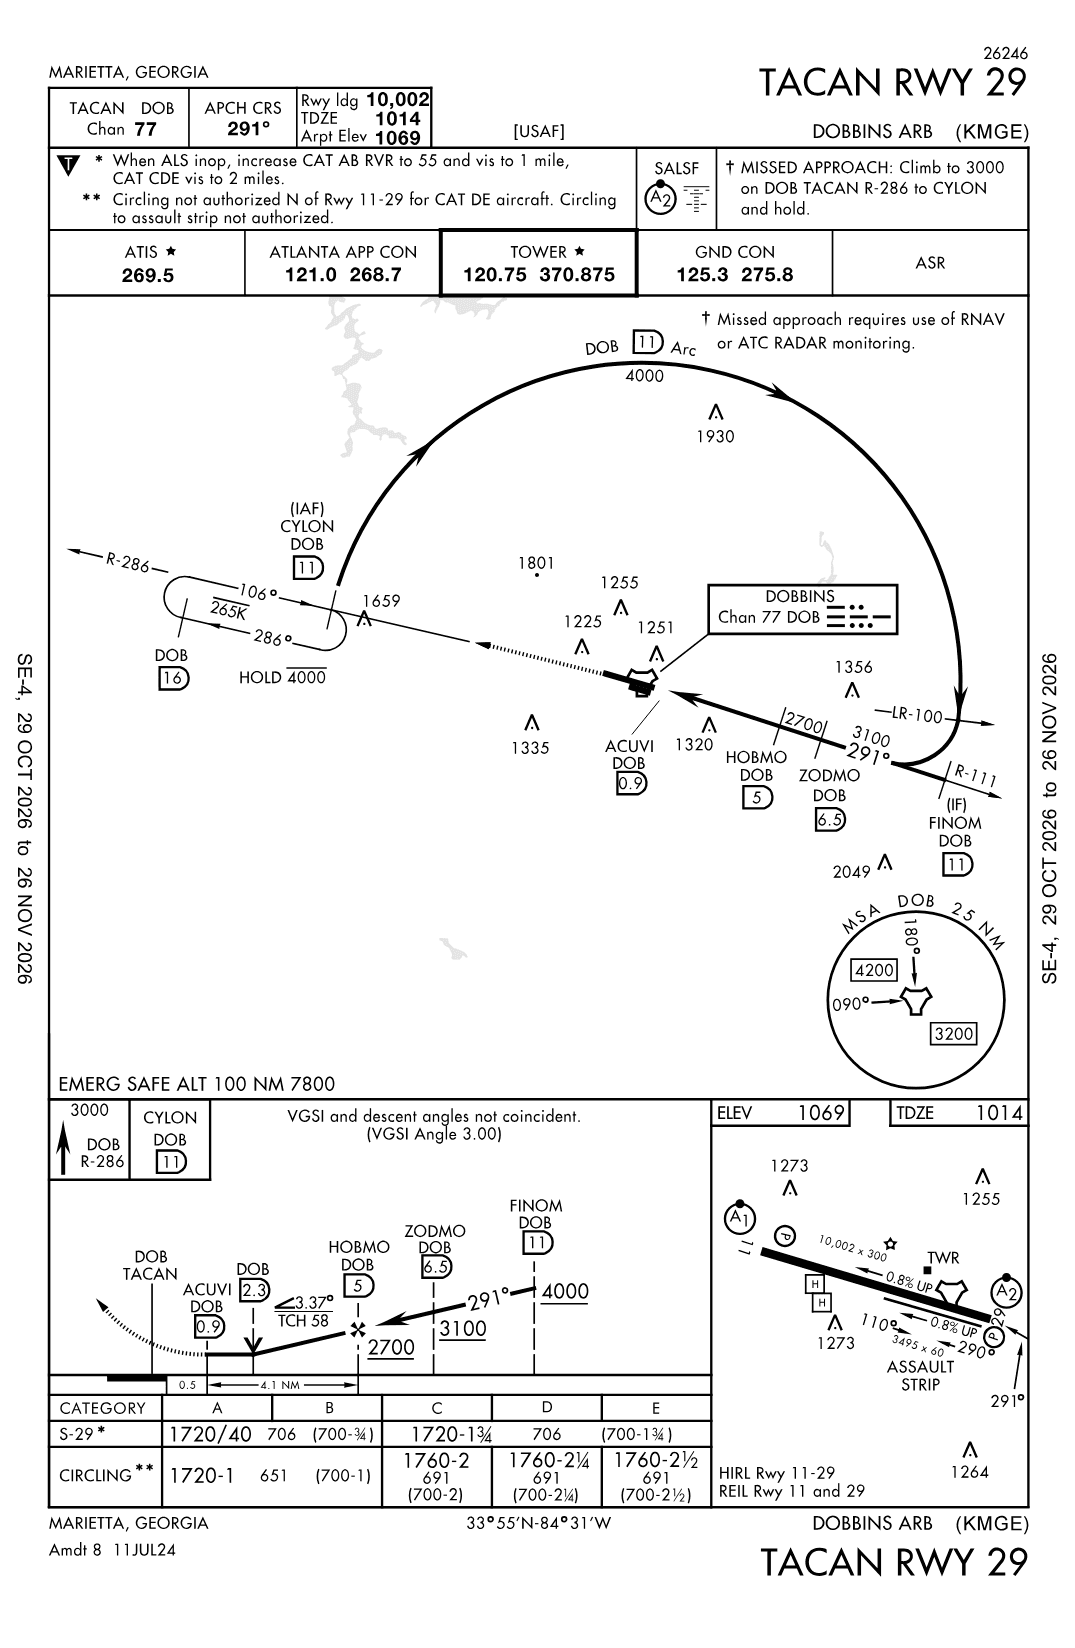 26246
MARIETTA, GEORGIA
TACAN RWY 29
TACAN DOB
Chan 77
APCH CRS
291°
Rwy ldg 10,002
TDZE 1014
Arpt Elev 1069
[USAF]
DOBBINS ARB (KMGE)
T
* When ALS inop, increase CAT AB RVR to 55 and vis to 1 mile,
CAT CDE vis to 2 miles.
** Circling not authorized N of Rwy 11-29 for CAT DE aircraft. Circling
to assault strip not authorized.
SALSF
A2
† MISSED APPROACH: Climb to 3000
on DOB TACAN R-286 to CYLON
and hold.
ATIS ★
269.5
ATLANTA APP CON
121.0 268.7
TOWER ★
120.75 370.875
GND CON
125.3 275.8
ASR
† Missed approach requires use of RNAV
or ATC RADAR monitoring.
DOB 11 Arc
4000
1930
(IAF)
CYLON
DOB
11
R-286
106°
265K
286°
HOLD 4000
DOB
16
1659
1801
1255
1225
1251
DOBBINS
Chan 77 DOB
1335
ACUVI
DOB
0.9
1320
1356
LR-100
2700
3100
291°
HOBMO
DOB
5
ZODMO
DOB
6.5
R-111
(IF)
FINOM
DOB
11
2049
MSA DOB 25 NM
180°
4200
090°
3200
EMERG SAFE ALT 100 NM 7800
SE-4, 29 OCT 2026 to 26 NOV 2026
SE-4, 29 OCT 2026 to 26 NOV 2026
3000
DOB
R-286
CYLON
DOB
11
VGSI and descent angles not coincident.
(VGSI Angle 3.00)
DOB
TACAN
ACUVI
DOB
0.9
DOB
2.3
3.37°
TCH 58
HOBMO
DOB
5
ZODMO
DOB
6.5
FINOM
DOB
11
291°
4000
3100
2700
0.5
4.1 NM
ELEV 1069
TDZE 1014
1273
1255
A1
P
11
10,002 x 300
TWR
0.8% UP
A2
H
H
1273
110°
0.8% UP
3495 x 60
290°
P
29
ASSAULT
STRIP
291°
1264
HIRL Rwy 11-29
REIL Rwy 11 and 29
CATEGORY A B C D E
S-29 * 1720/40 706 (700-¾) 1720-1¾ 706 (700-1¾)
CIRCLING ** 1720-1 651 (700-1)
1760-2
691
(700-2)
1760-2¼
691
(700-2¼)
1760-2½
691
(700-2½)
MARIETTA, GEORGIA
33°55'N-84°31'W
DOBBINS ARB (KMGE)
Amdt 8 11JUL24
TACAN RWY 29